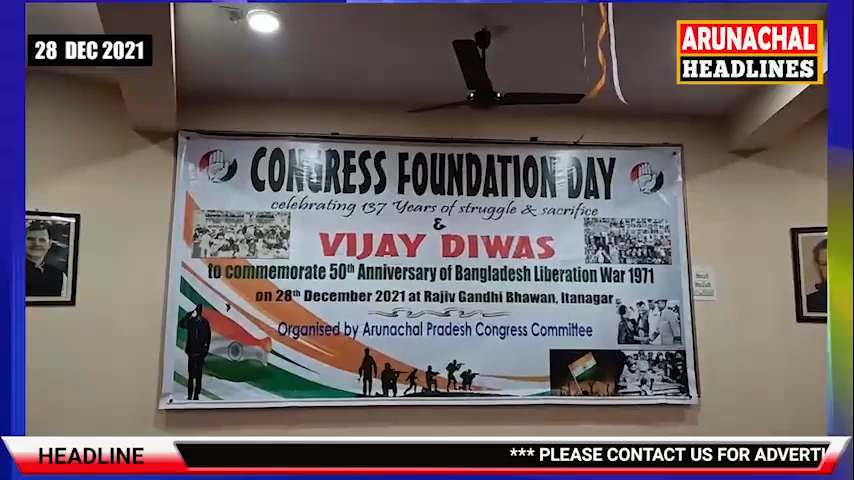 28 DEC 2021
ARUNACHAL
HEADLINES
CONGRESS FOUNDATION DAY
celebrating 137 Years of struggle & sacrifice
&
VIJAY DIWAS
to commemorate 50th Anniversary of Bangladesh Liberation War 1971
on 28th December 2021 at Rajiv Gandhi Bhawan, Itanagar
Organised by Arunachal Pradesh Congress Committee
HEADLINE
*** PLEASE CONTACT US FOR ADVERTI